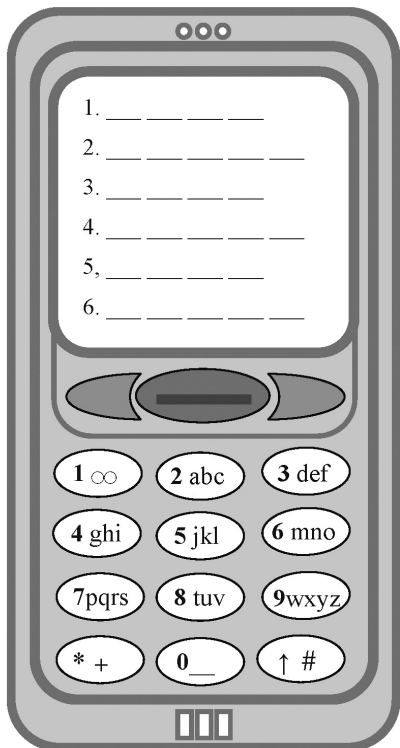 1. ___ ___ ___ ___
2. ___ ___ ___ ___ ___
3. ___ ___ ___ ___
4. ___ ___ ___ ___ ___
5, ___ ___ ___ ___
6. ___ ___ ___ ___ ___
1 ∞ 2 abc 3 def
4 ghi 5 jkl 6 mno
7pqrs 8 tuv 9wxyz
* + 0__ ↑ #